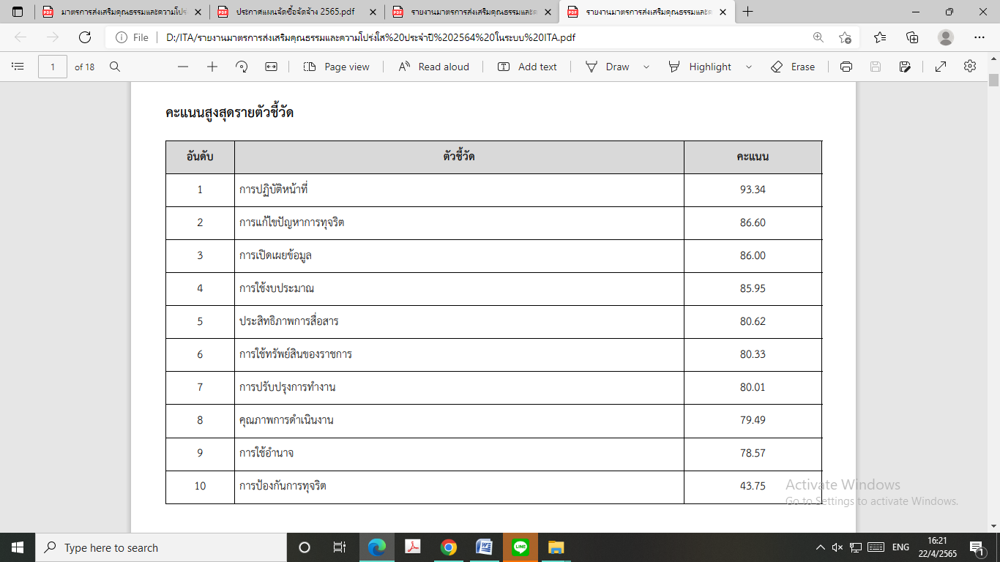 มาตรการส่งเสริมคุณธรรมและความโปร่
ประกาศแผนจัดซื้อจัดจ้าง 2565.pdf
รายงานมาตรการส่งเสริมคุณธรรมและค
รายงานมาตรการส่งเสริมคุณธรรมและค
File D:/ITA/รายงานมาตรการส่งเสริมคุณธรรมและความโปร่งใส%20ประจำปี%202564%20ในระบบ%20ITA.pdf
1 of 18 Page view Read aloud Add text Draw Highlight Erase
คะแนนสูงสุดรายตัวชี้วัด
อันดับ ตัวชี้วัด คะแนน
1 การปฏิบัติหน้าที่ 93.34
2 การแก้ไขปัญหาการทุจริต 86.60
3 การเปิดเผยข้อมูล 86.00
4 การใช้งบประมาณ 85.95
5 ประสิทธิภาพการสื่อสาร 80.62
6 การใช้ทรัพย์สินของราชการ 80.33
7 การปรับปรุงการทำงาน 80.01
8 คุณภาพการดำเนินงาน 79.49
9 การใช้อำนาจ 78.57
10 การป้องกันการทุจริต 43.75
Activate Windows
Go to Settings to activate Windows.
Type here to search
ENG
16:21
22/4/2565
1